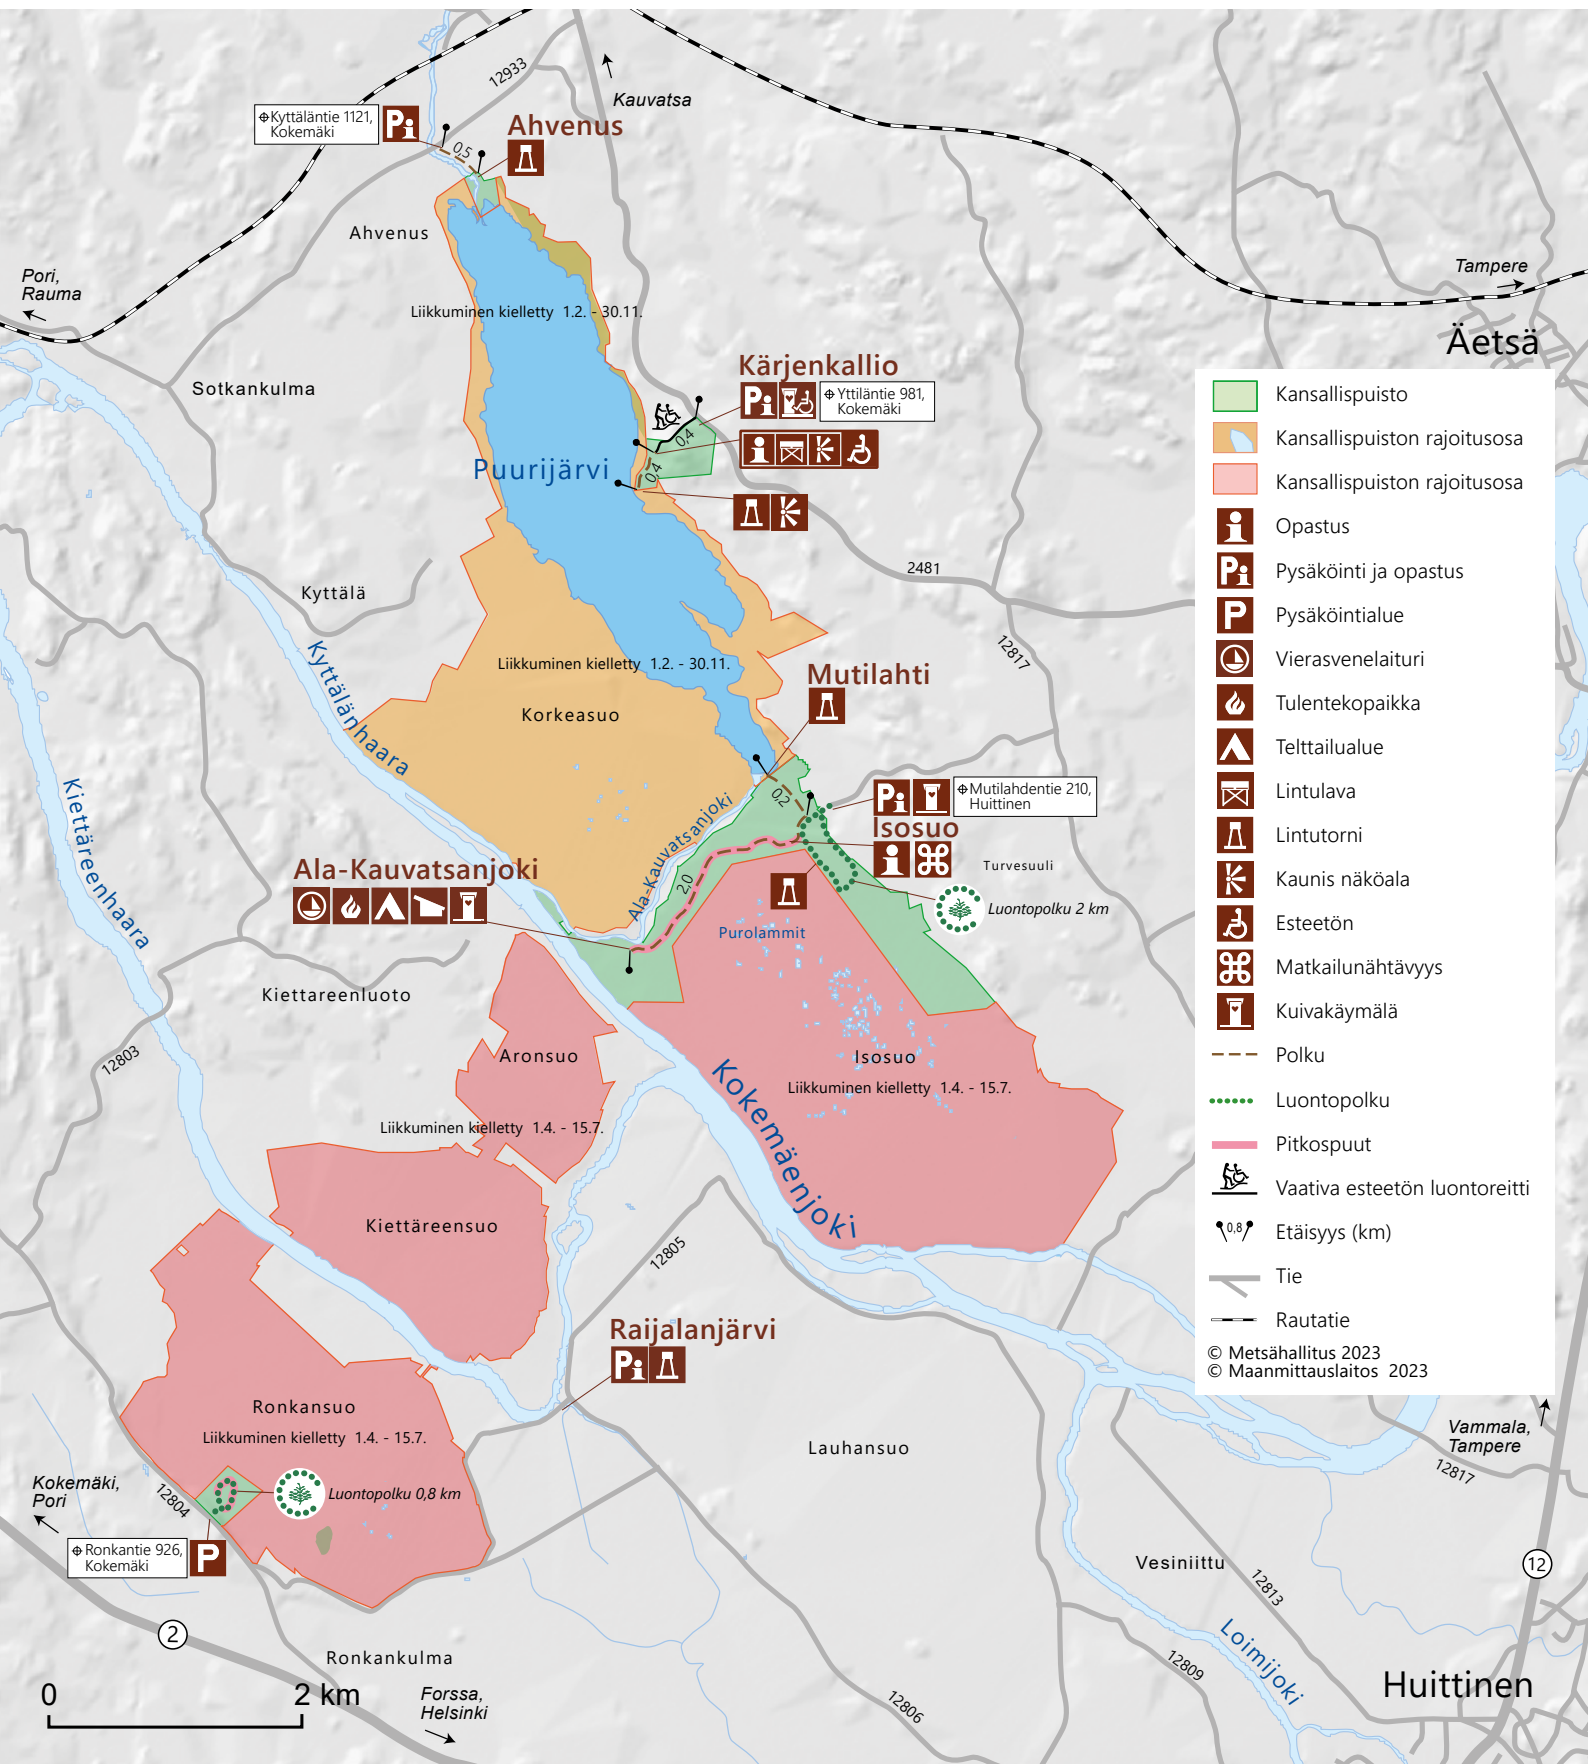 12933
Kauvatsa
Kyttäläntie 1121,
Kokemäki
Pi
Ahvenus
0,5
Ahvenus
Pori,
Rauma
Tampere
Äetsä
Liikkuminen kielletty 1.2. - 30.11.
Sotkankulma
Kärjenkallio
Pi
Yttiläntie 981,
Kokemäki
0,4
0,4
Puurijärvi
2481
Kyttälä
12817
Kyttälänhaara
Liikkuminen kielletty 1.2. - 30.11.
Mutilahti
Korkeasuo
Kiettäreenhaara
0,2
Pi
Mutilahdentie 210,
Huittinen
Isosuo
Ala-Kauvatsanjoki
Turvesuuli
Ala-Kauvatsanjoki
2,0
Luontopolku 2 km
Purolammit
Kiettareenluoto
12803
Aronsuo
Isosuo
Liikkuminen kielletty 1.4. - 15.7.
Kokemäenjoki
Liikkuminen kielletty 1.4. - 15.7.
Kiettäreensuo
12805
Raijalanjärvi
Pi
Ronkansuo
Liikkuminen kielletty 1.4. - 15.7.
Lauhansuo
Kokemäki,
Pori
12804
Luontopolku 0,8 km
Ronkantie 926,
Kokemäki
P
2
Ronkankulma
Forssa,
Helsinki
0 2 km
12806
12809
Vesiniittu
12813
Loimijoki
Huittinen
12
12817
Vammala,
Tampere
Kansallispuisto
Kansallispuiston rajoitusosa
Kansallispuiston rajoitusosa
Opastus
Pi Pysäköinti ja opastus
P Pysäköintialue
Vierasvenelaituri
Tulentekopaikka
Telttailualue
Lintulava
Lintutorni
Kaunis näköala
Esteetön
Matkailunähtävyys
Kuivakäymälä
Polku
Luontopolku
Pitkospuut
Vaativa esteetön luontoreitti
0,8 Etäisyys (km)
Tie
Rautatie
© Metsähallitus 2023
© Maanmittauslaitos 2023